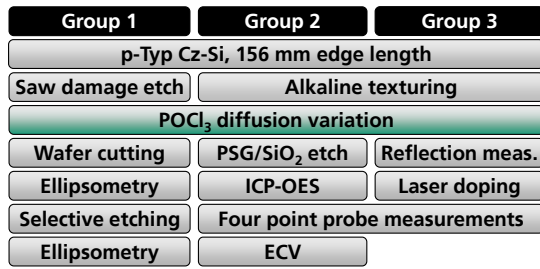 Group 1 Group 2 Group 3
p-Typ Cz-Si, 156 mm edge length
Saw damage etch Alkaline texturing
POCl₃ diffusion variation
Wafer cutting PSG/SiO₂ etch Reflection meas.
Ellipsometry ICP-OES Laser doping
Selective etching Four point probe measurements
Ellipsometry ECV